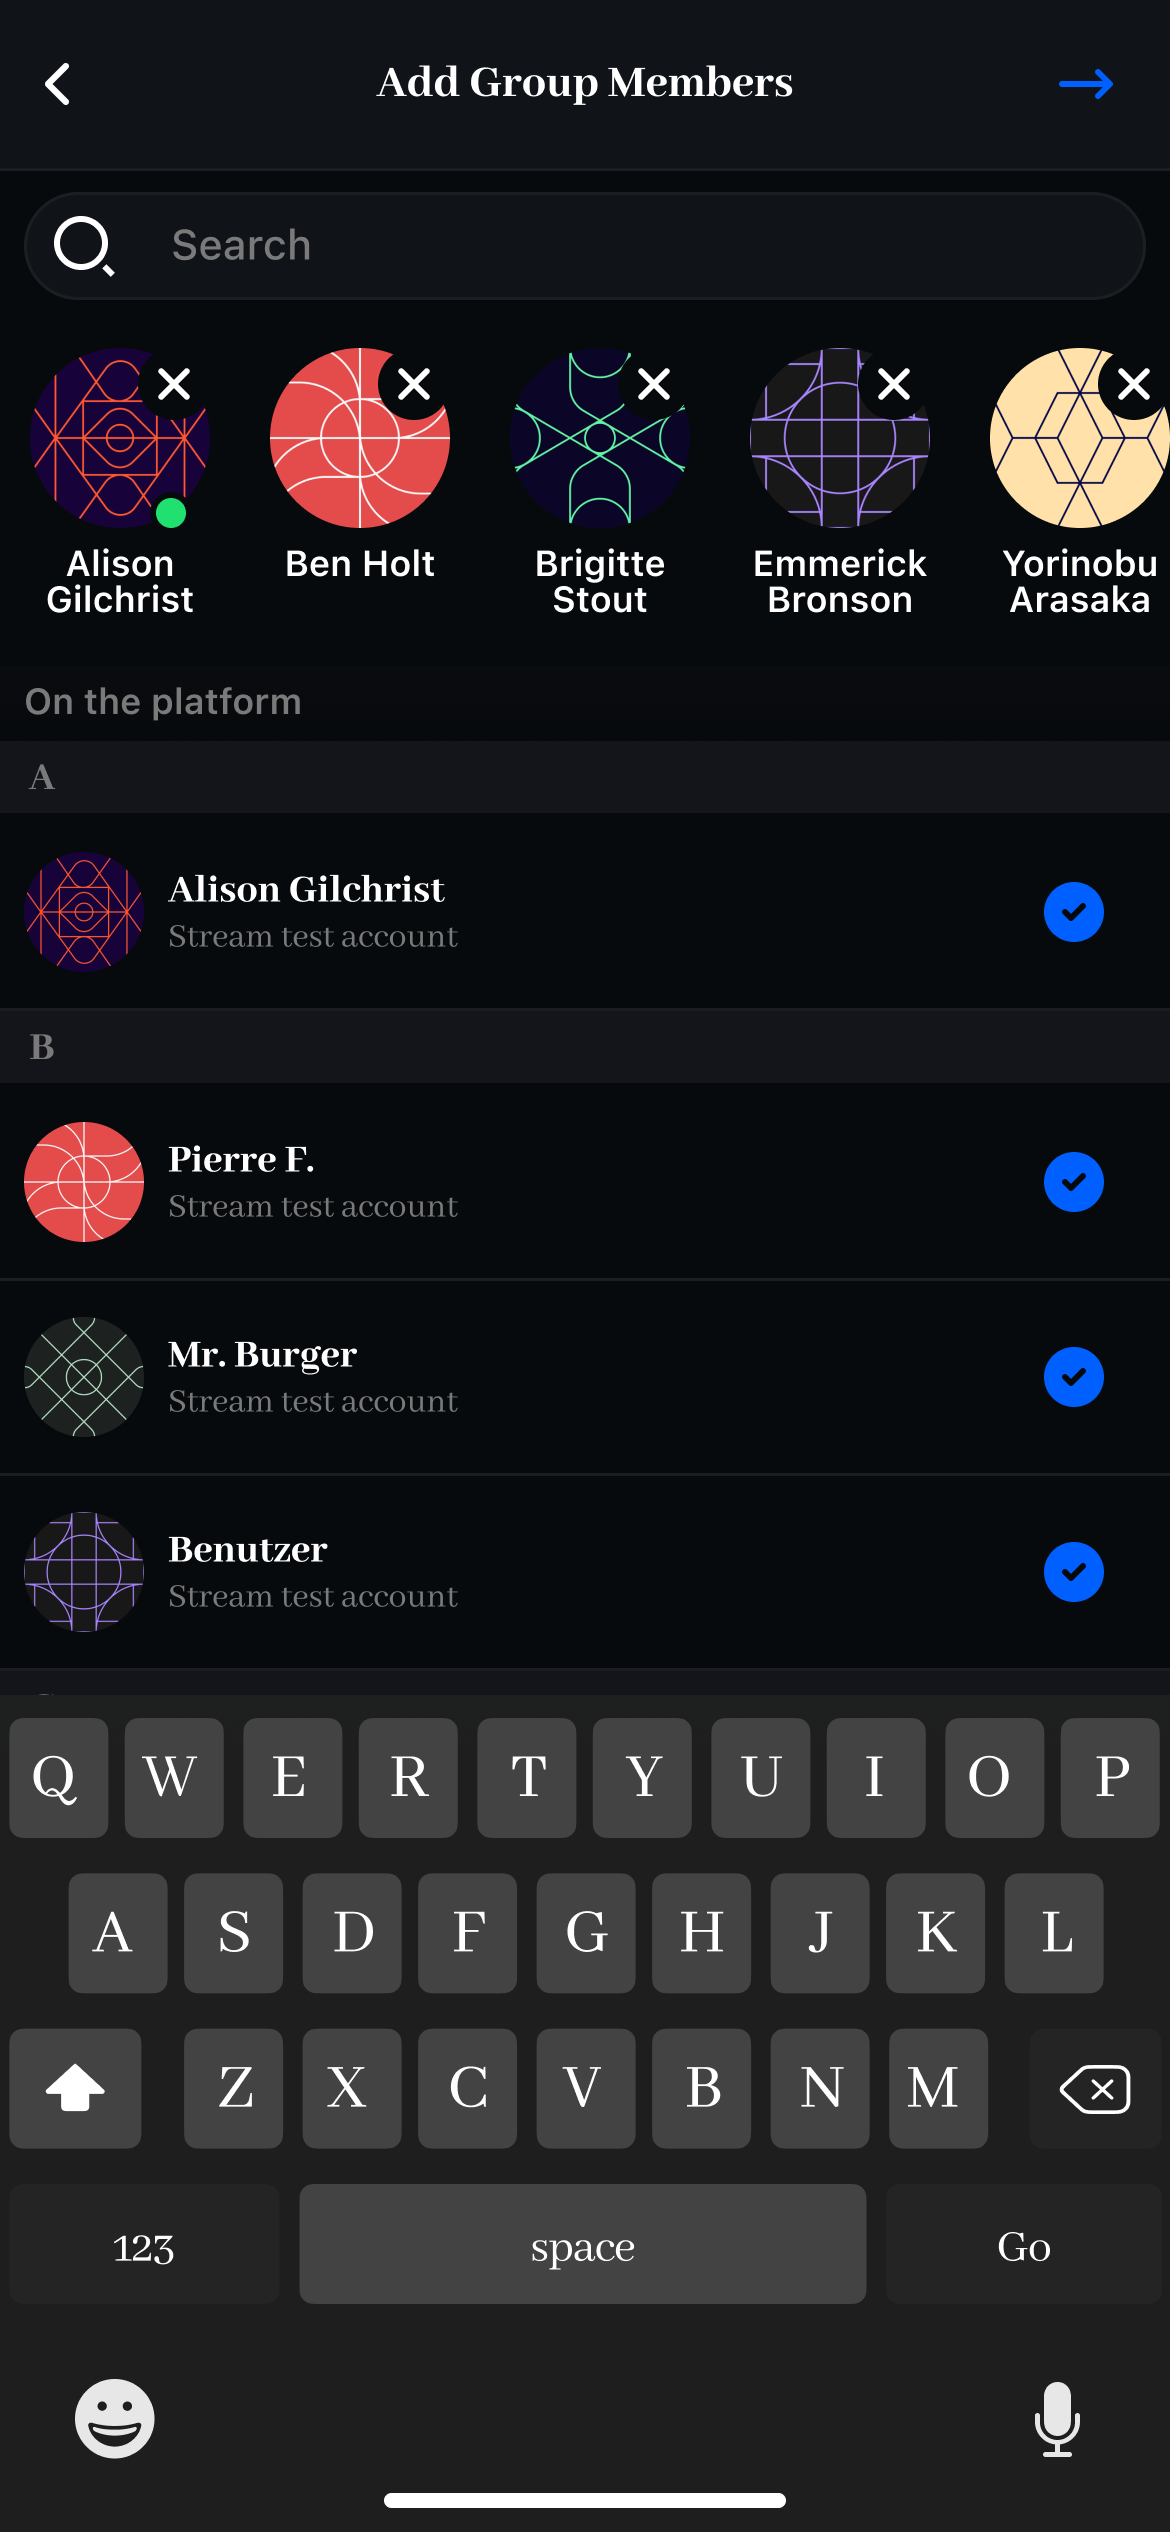 Add Group Members
Search
Alison
Gilchrist
Ben Holt
Brigitte
Stout
Emmerick
Bronson
Yorinobu
Arasaka
On the platform
A
Alison Gilchrist
Stream test account
B
Pierre F.
Stream test account
Mr. Burger
Stream test account
Benutzer
Stream test account
Q W E R T Y U I O P
A S D F G H J K L
Z X C V B N M
123 space Go